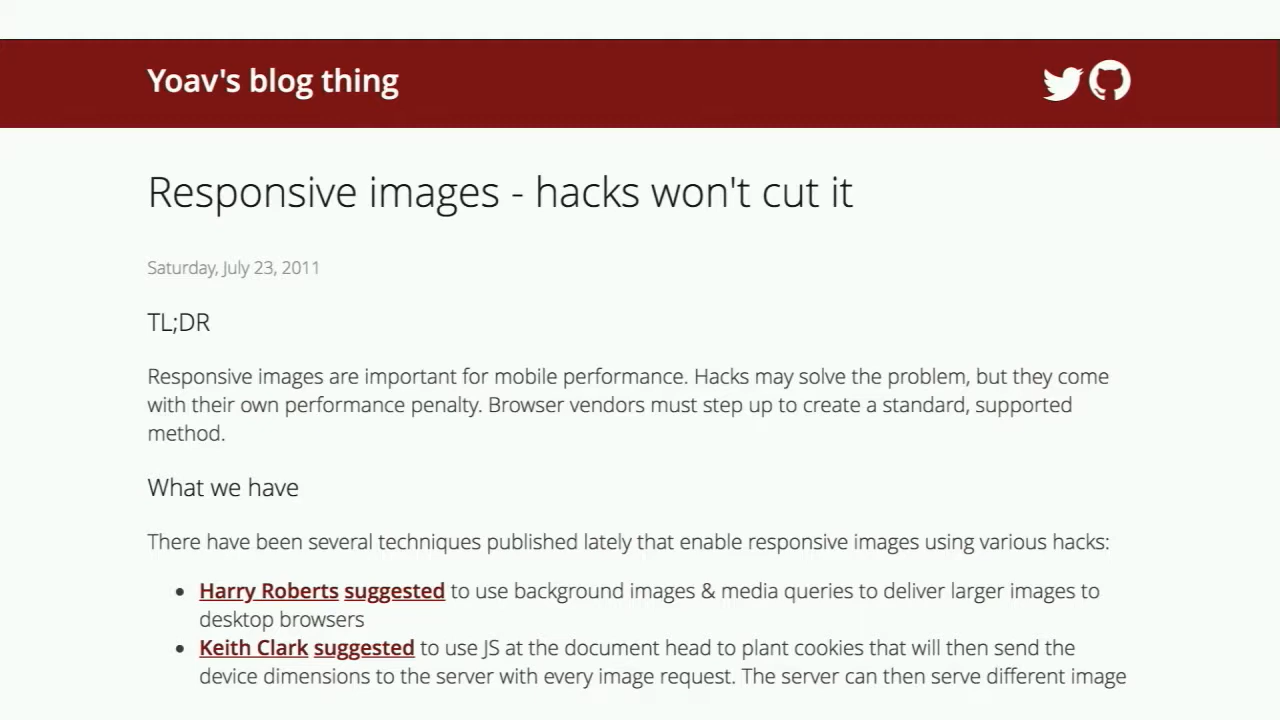 Yoav's blog thing
Responsive images - hacks won't cut it
Saturday, July 23, 2011
TL;DR
Responsive images are important for mobile performance. Hacks may solve the problem, but they come
with their own performance penalty. Browser vendors must step up to create a standard, supported
method.
What we have
There have been several techniques published lately that enable responsive images using various hacks:
Harry Roberts suggested to use background images & media queries to deliver larger images to
desktop browsers
Keith Clark suggested to use JS at the document head to plant cookies that will then send the
device dimensions to the server with every image request. The server can then serve different image